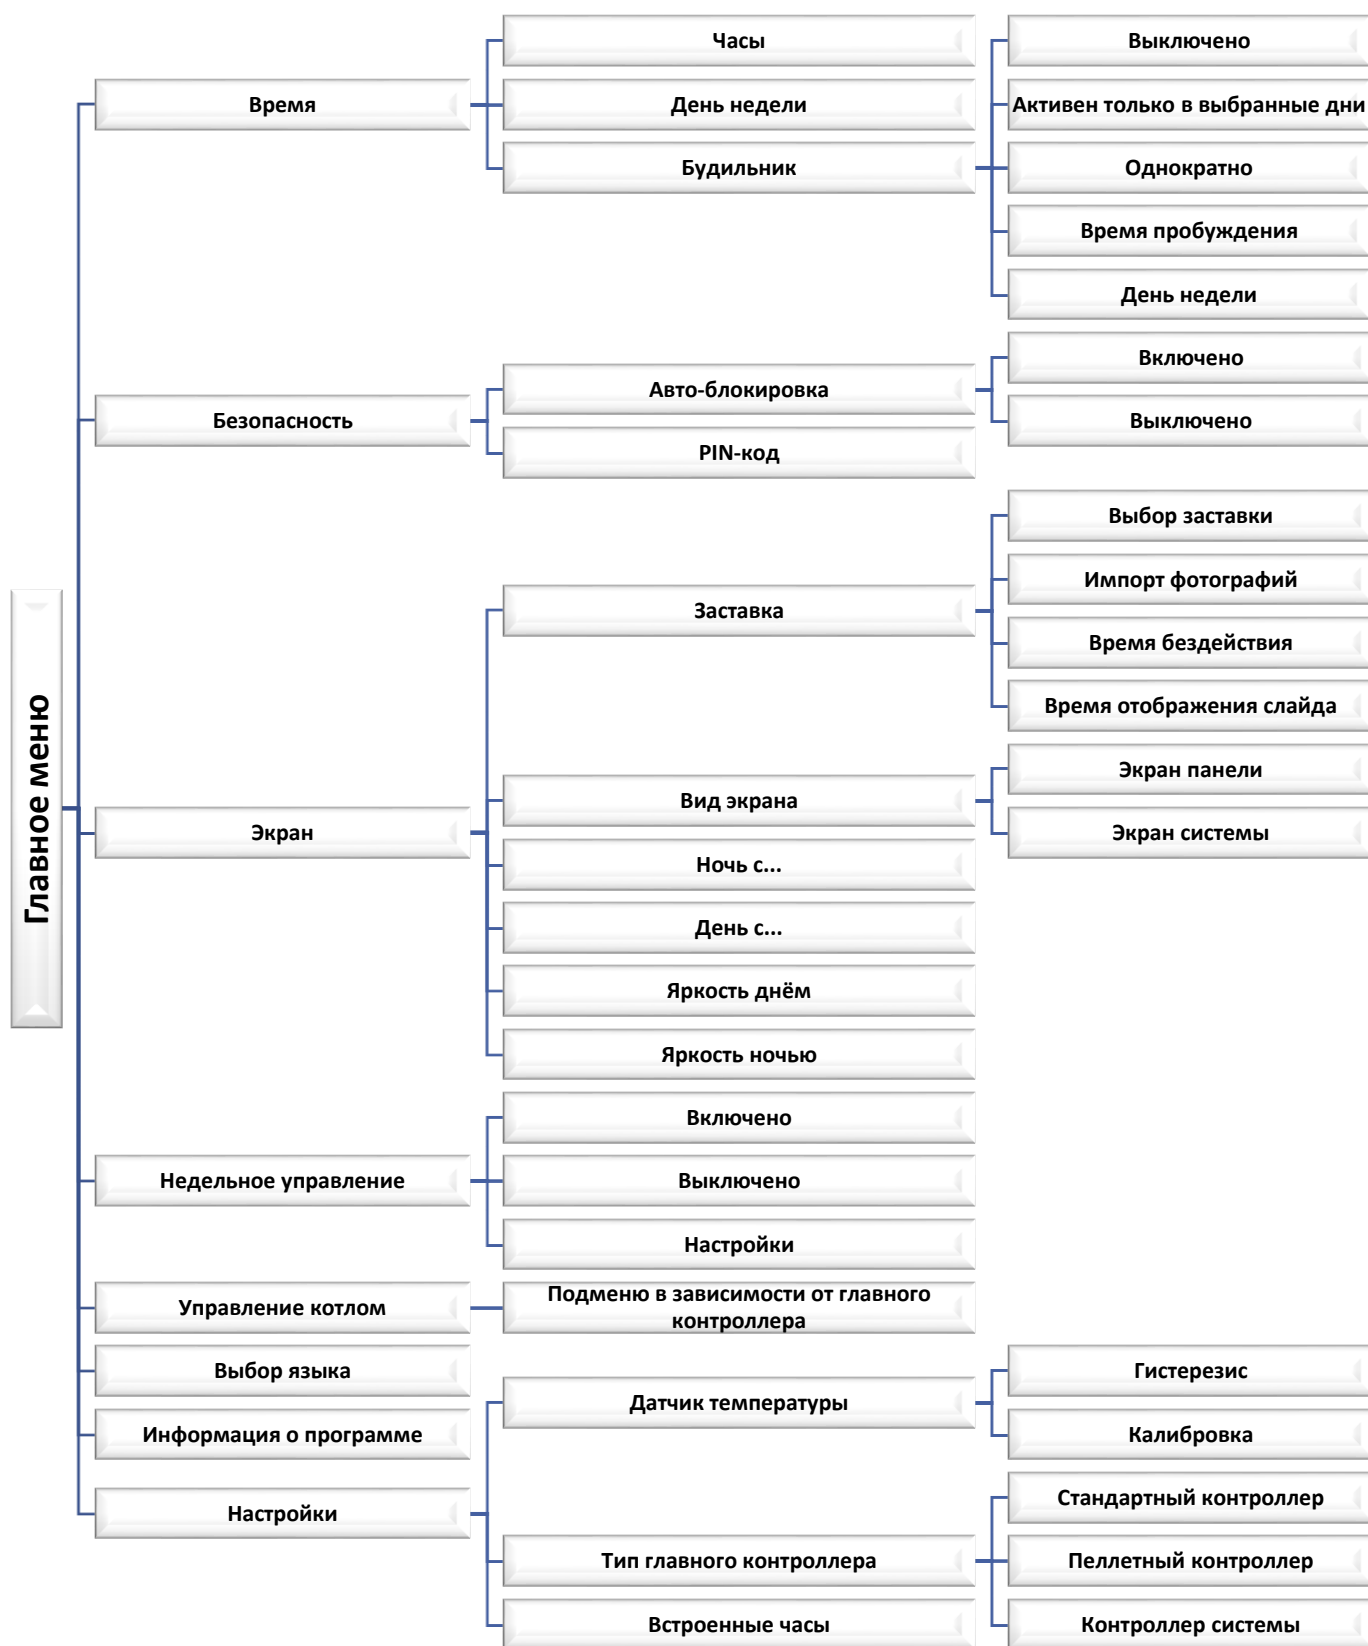 Главное меню
Время
Часы
День недели
Будильник
Выключено
Активен только в выбранные дни
Однократно
Время пробуждения
День недели
Безопасность
Авто-блокировка
Включено
Выключено
PIN-код
Экран
Заставка
Выбор заставки
Импорт фотографий
Время бездействия
Время отображения слайда
Вид экрана
Экран панели
Экран системы
Ночь с...
День с...
Яркость днём
Яркость ночью
Недельное управление
Включено
Выключено
Настройки
Управление котлом
Подменю в зависимости от главного
контроллера
Выбор языка
Информация о программе
Настройки
Датчик температуры
Гистерезис
Калибровка
Тип главного контроллера
Стандартный контроллер
Пеллетный контроллер
Контроллер системы
Встроенные часы